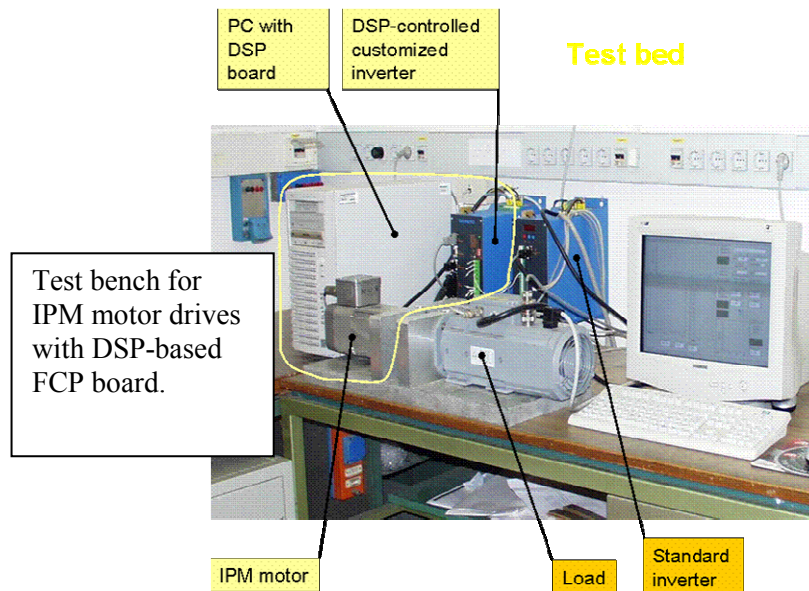 PC with
DSP
board
DSP-controlled
customized
inverter
Test bed
Test bench for
IPM motor drives
with DSP-based
FCP board.
IPM motor
Load
Standard
inverter